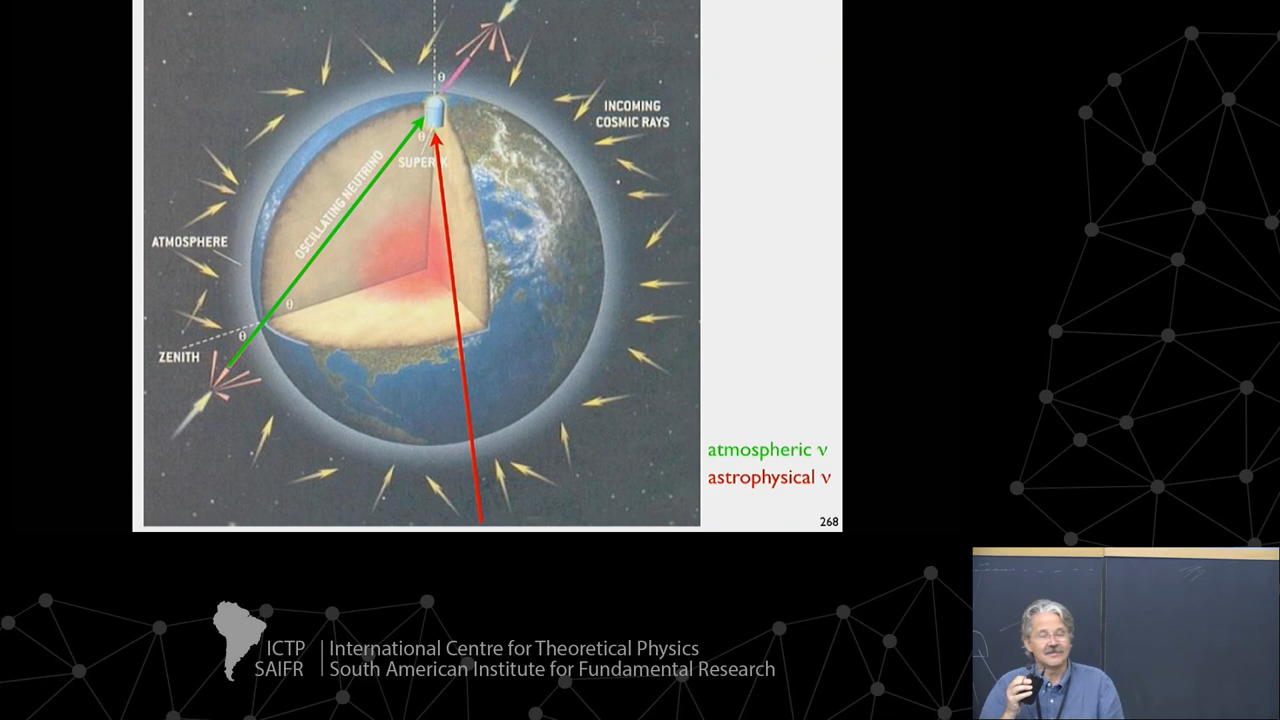 θ
INCOMING
COSMIC RAYS
θ
SUPER K
OSCILLATING NEUTRINO
ATMOSPHERE
θ
θ
ZENITH
atmospheric ν
astrophysical ν
268
ICTP
SAIFR
International Centre for Theoretical Physics
South American Institute for Fundamental Research